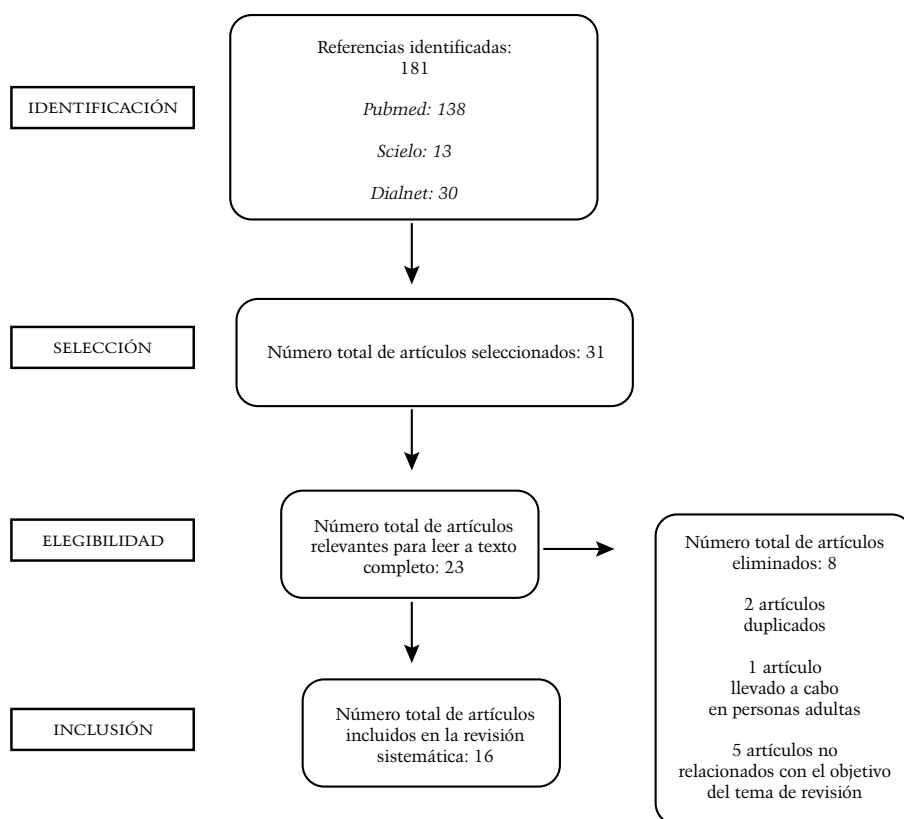 IDENTIFICACIÓN
Referencias identificadas:
181
Pubmed: 138
Scielo: 13
Dialnet: 30
SELECCIÓN
Número total de artículos seleccionados: 31
ELEGIBILIDAD
Número total de artículos
relevantes para leer a texto
completo: 23
Número total de artículos
eliminados: 8
2 artículos
duplicados
1 artículo
llevado a cabo
en personas adultas
5 artículos no
relacionados con el objetivo
del tema de revisión
INCLUSIÓN
Número total de artículos
incluidos en la revisión
sistemática: 16